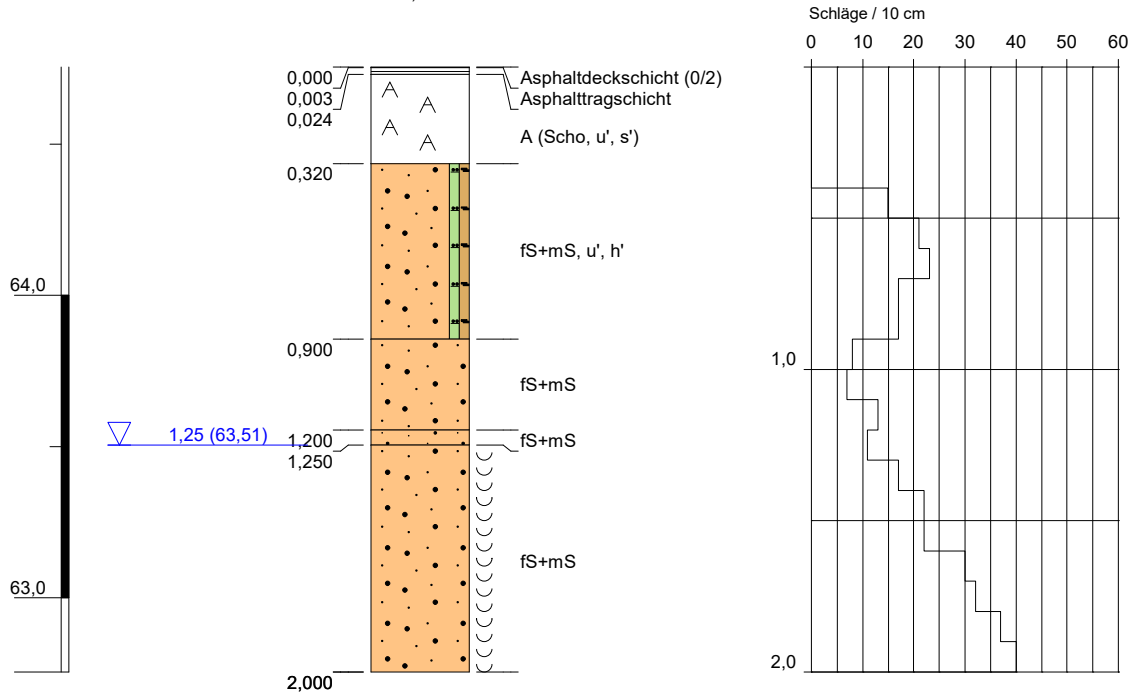 Schläge / 10 cm
0 10 20 30 40 50 60
0,000
Asphaltdeckschicht (0/2)
0,003
Asphalttragschicht
0,024
A (Scho, u', s')
0,320
fS+mS, u', h'
64,0
0,900
1,0
fS+mS
1,25 (63,51)
1,200
fS+mS
1,250
fS+mS
63,0
2,0
2,000